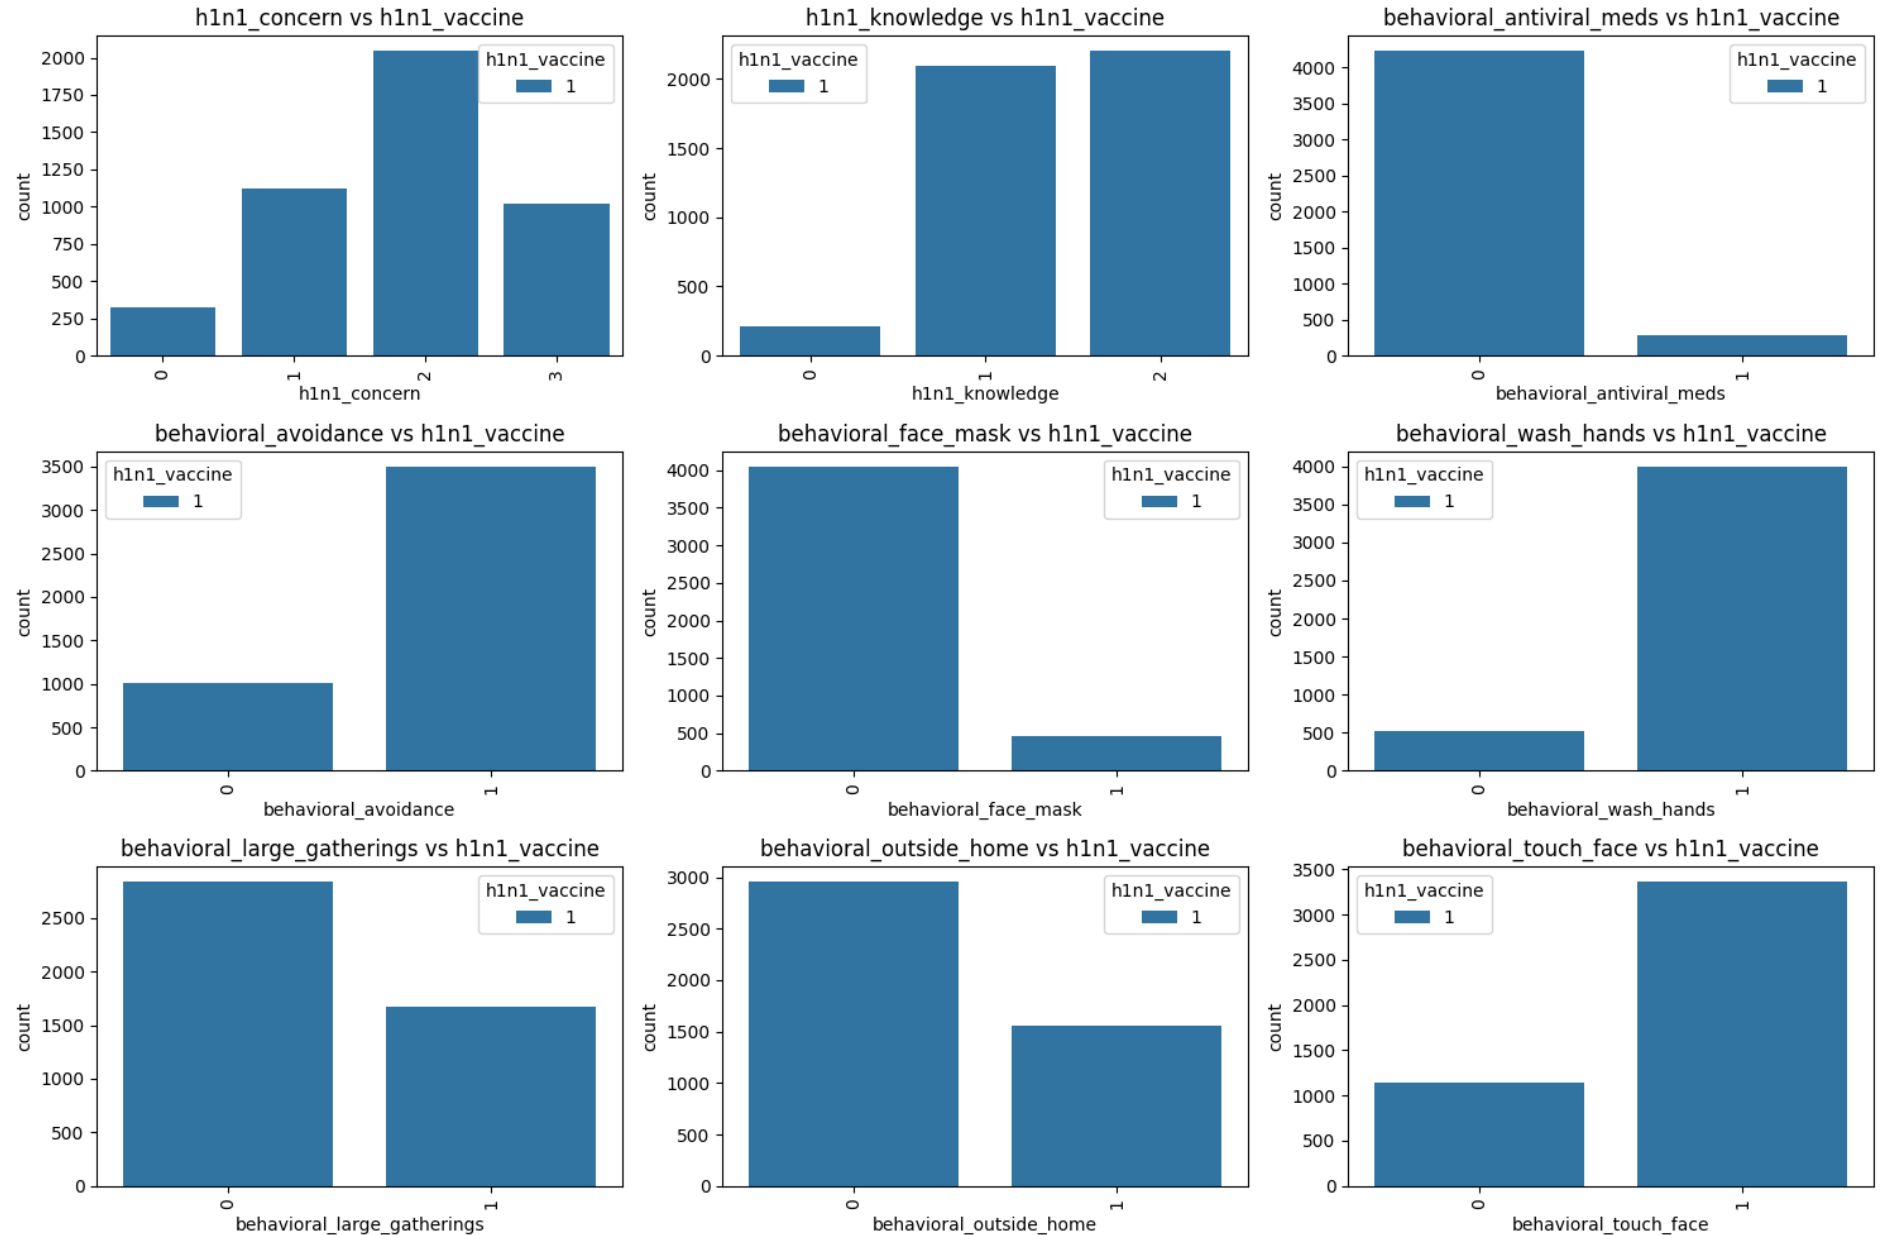 h1n1_concern vs h1n1_vaccine
2000
1750
1500
1250
1000
750
500
250
0
count
h1n1_vaccine
1
0 1 2 3
h1n1_concern
h1n1_knowledge vs h1n1_vaccine
2000
1500
1000
500
0
count
h1n1_vaccine
1
0 1 2
h1n1_knowledge
behavioral_antiviral_meds vs h1n1_vaccine
4000
3500
3000
2500
2000
1500
1000
500
0
count
h1n1_vaccine
1
0 1
behavioral_antiviral_meds
behavioral_avoidance vs h1n1_vaccine
3500
3000
2500
2000
1500
1000
500
0
count
h1n1_vaccine
1
0 1
behavioral_avoidance
behavioral_face_mask vs h1n1_vaccine
4000
3500
3000
2500
2000
1500
1000
500
0
count
h1n1_vaccine
1
0 1
behavioral_face_mask
behavioral_wash_hands vs h1n1_vaccine
4000
3500
3000
2500
2000
1500
1000
500
0
count
h1n1_vaccine
1
0 1
behavioral_wash_hands
behavioral_large_gatherings vs h1n1_vaccine
2500
2000
1500
1000
500
0
count
h1n1_vaccine
1
0 1
behavioral_large_gatherings
behavioral_outside_home vs h1n1_vaccine
3000
2500
2000
1500
1000
500
0
count
h1n1_vaccine
1
0 1
behavioral_outside_home
behavioral_touch_face vs h1n1_vaccine
3500
3000
2500
2000
1500
1000
500
0
count
h1n1_vaccine
1
0 1
behavioral_touch_face